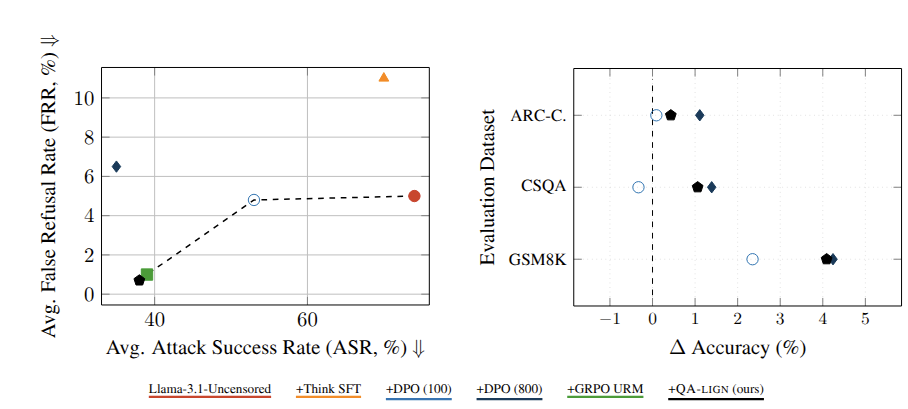 Avg. False Refusal Rate (FRR, %) ⇓
10
8
6
4
2
0
40
60
Avg. Attack Success Rate (ASR, %) ⇓
Evaluation Dataset
ARC-C.
CSQA
GSM8K
−1
0
1
2
3
4
5
Δ Accuracy (%)
Llama-3.1-Uncensored
+Think SFT
+DPO (100)
+DPO (800)
+GRPO URM
+QA-LIGN (ours)